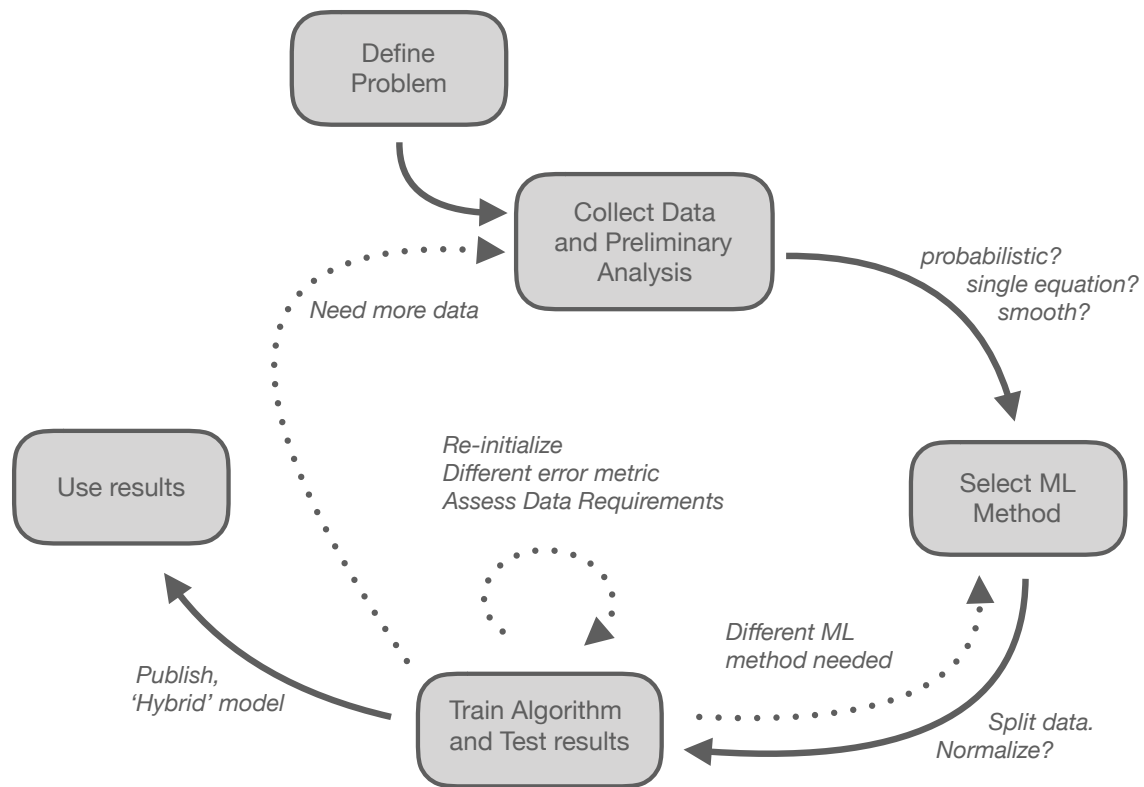 Define
Problem
Collect Data
and Preliminary
Analysis
probabilistic?
single equation?
smooth?
Need more data
Re-initialize
Different error metric
Assess Data Requirements
Use results
Select ML
Method
Different ML
method needed
Publish,
‘Hybrid’ model
Train Algorithm
and Test results
Split data.
Normalize?